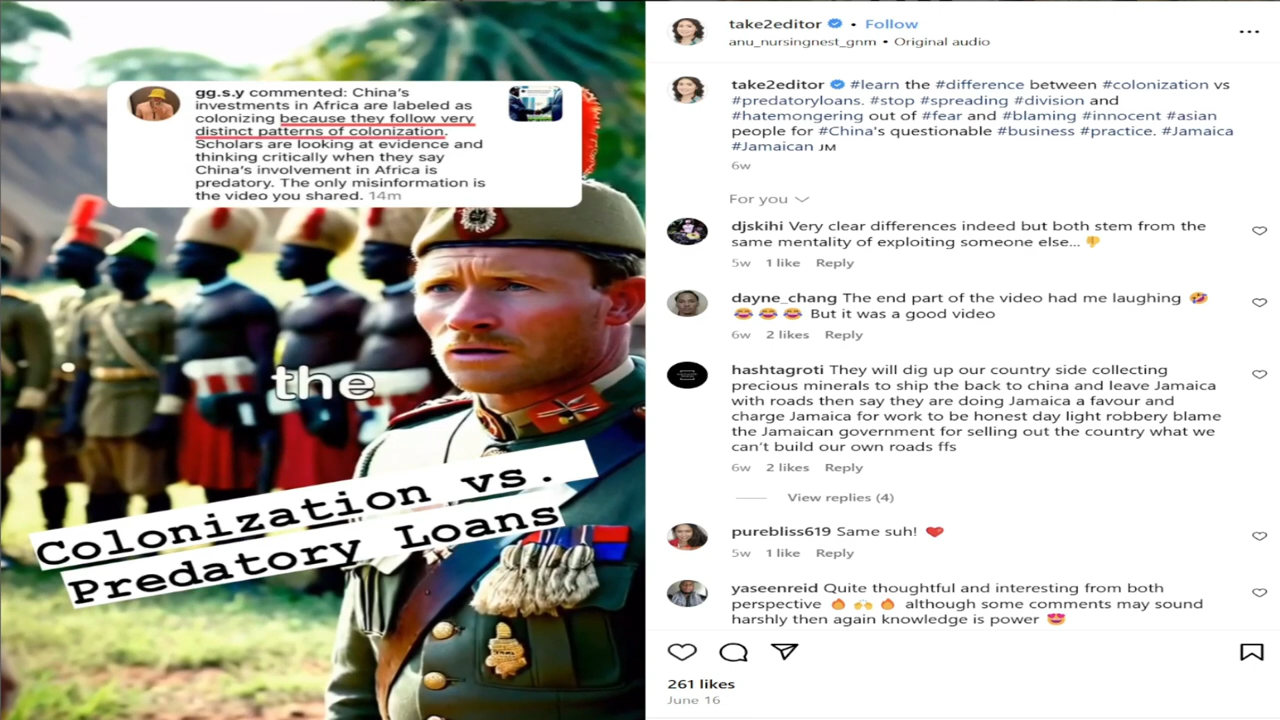 gg.s.y commented: China's
investments in Africa are labeled as
colonizing because they follow very
distinct patterns of colonization.
Scholars are looking at evidence and
thinking critically when they say
China's involvement in Africa is
predatory. The only misinformation is
the video you shared. 14m
the
Colonization vs.
Predatory Loans
take2editor • Follow
anu_nursingnest_gnm • Original audio
take2editor #learn the #difference between #colonization vs
#predatoryloans. #stop #spreading #division and
#hatemongering out of #fear and #blaming #innocent #asian
people for #China's questionable #business #practice. #Jamaica
#Jamaican JM
6w
For you
djskihi Very clear differences indeed but both stem from the
same mentality of exploiting someone else... 👎
5w 1 like Reply
dayne_chang The end part of the video had me laughing 🤣
😂 😂 😂 But it was a good video
6w 2 likes Reply
hashtagroti They will dig up our country side collecting
precious minerals to ship the back to china and leave Jamaica
with roads then say they are doing Jamaica a favour and
charge Jamaica for work to be honest day light robbery blame
the Jamaican government for selling out the country what we
can't build our own roads ffs
6w 2 likes Reply
View replies (4)
purebliss619 Same suh! ❤️
5w 1 like Reply
yaseenreid Quite thoughtful and interesting from both
perspective 🔥 🙌 🔥 although some comments may sound
harshly then again knowledge is power 😍
261 likes
June 16